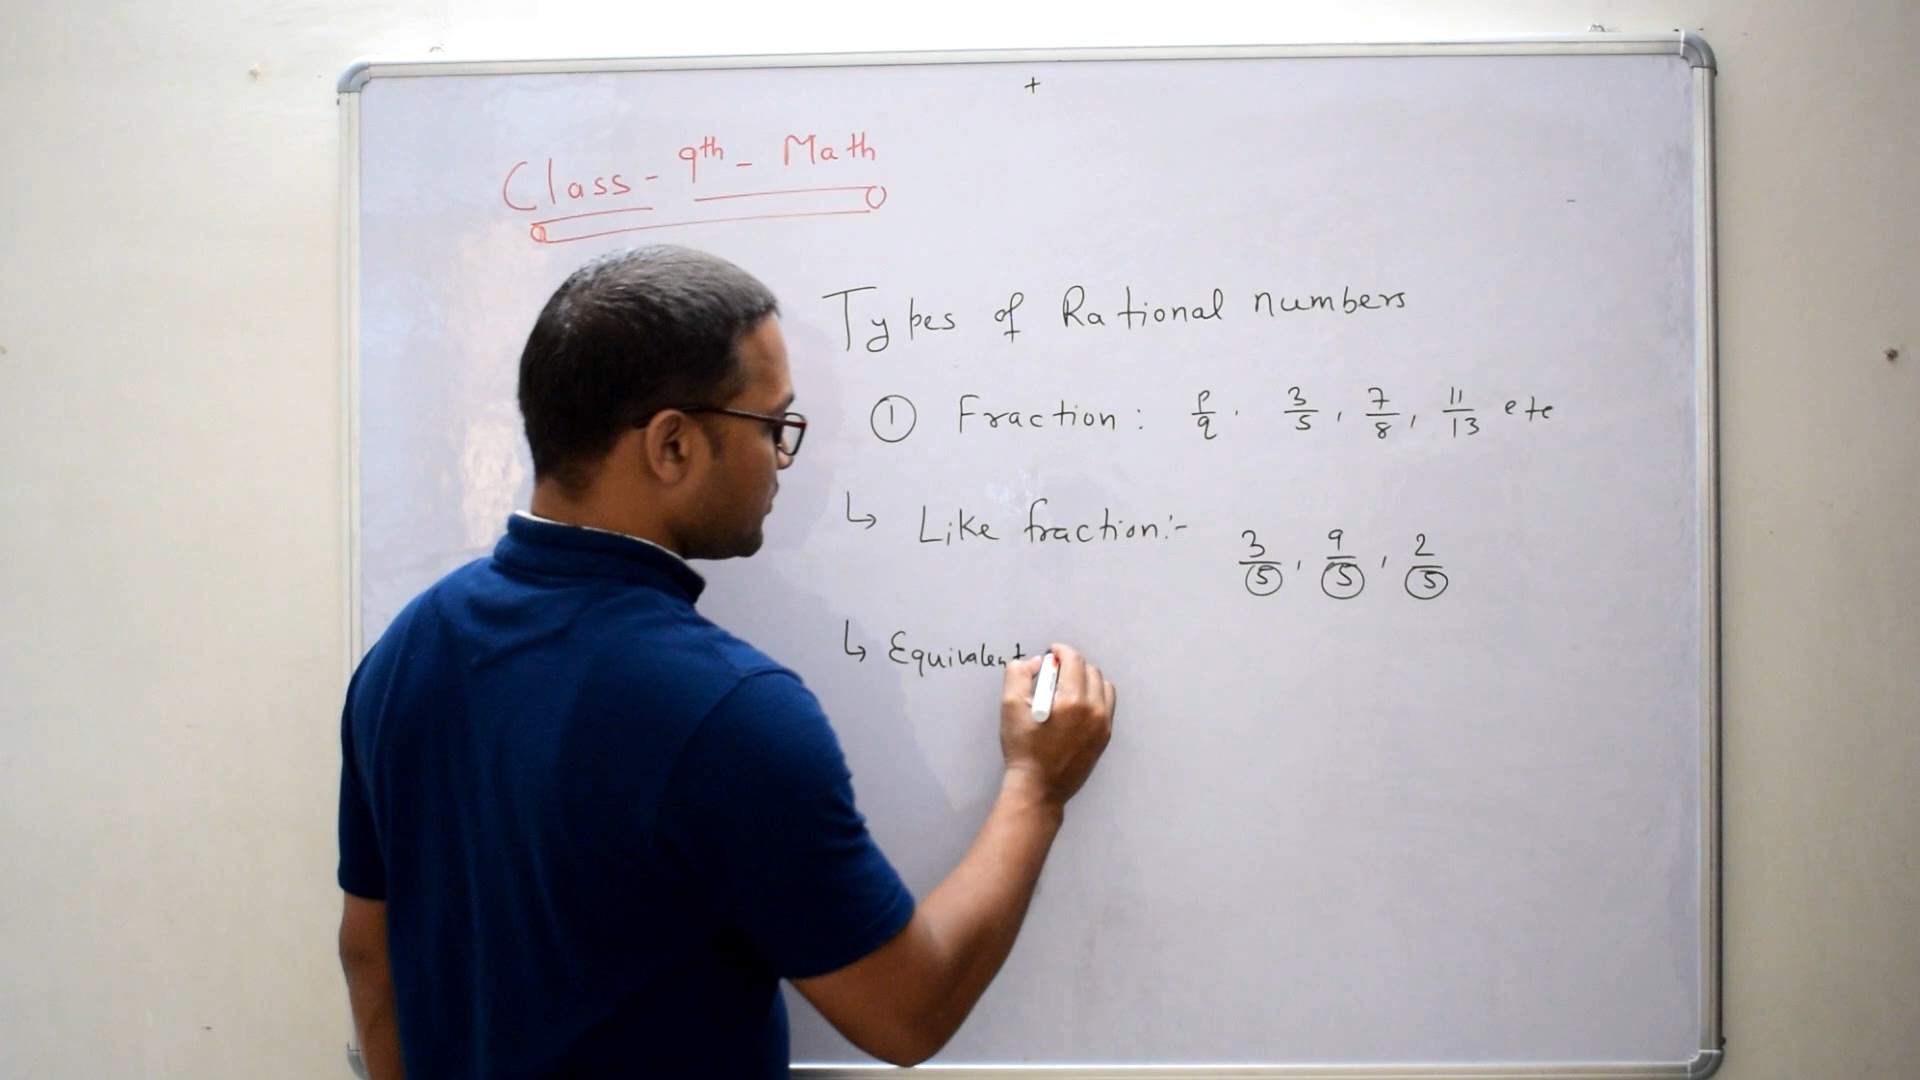 +
Class - 9th - Math
Types of Rational numbers
① Fraction: p/q, 3/5, 7/8, 11/13 etc
↳ Like fraction:- 3/5, 9/5, 2/5
↳ Equivalent